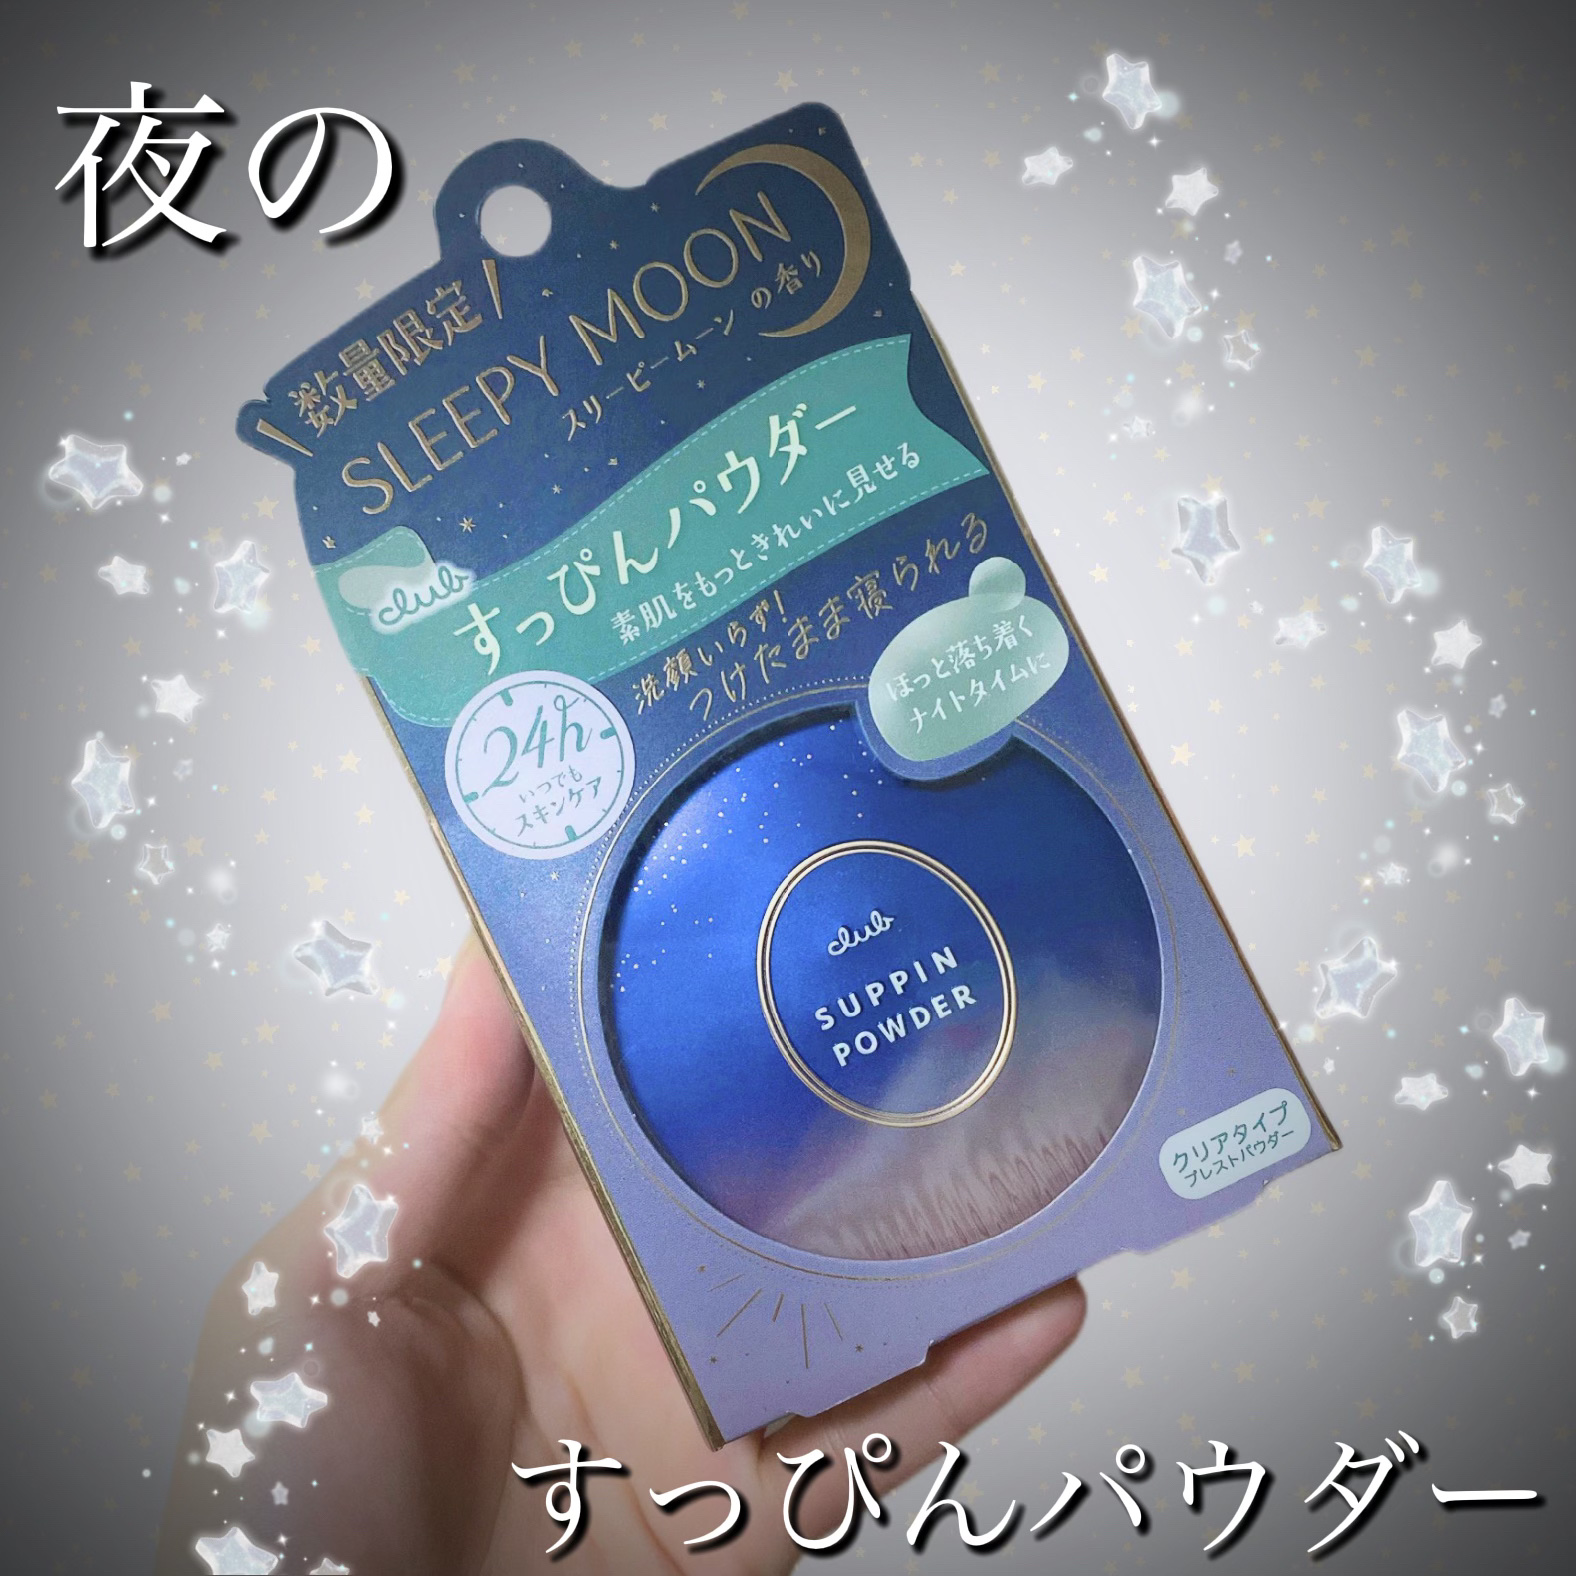 夜の
数量限定
SLEEPY MOON
スリーピームーンの香り
club
すっぴんパウダー
素肌をもっときれいに見せる
洗顔いらず!
つけたまま寝られる
24h
いつでも
スキンケア
ほっと落ち着く
ナイトタイムに
club
SUPPIN
POWDER
クリアタイプ
プレストパウダー
すっぴんパウダー